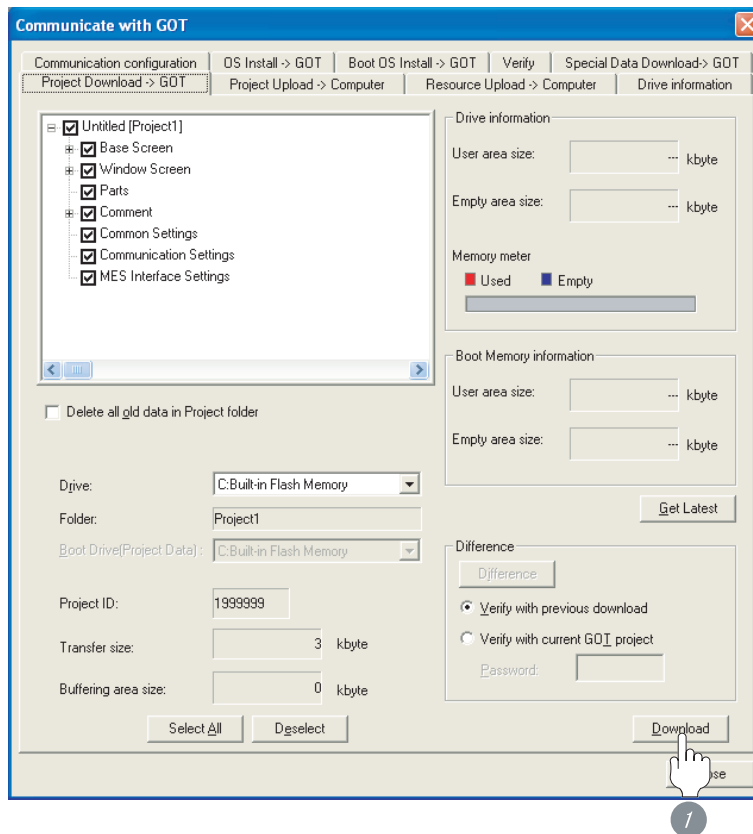 Communicate with GOT
Communication configuration OS Install -> GOT Boot OS Install -> GOT Verify Special Data Download-> GOT
Project Download -> GOT Project Upload -> Computer Resource Upload -> Computer Drive information
Untitled [Project1]
Base Screen
Window Screen
Parts
Comment
Common Settings
Communication Settings
MES Interface Settings
Delete all old data in Project folder
Drive: C:Built-in Flash Memory
Folder: Project1
Boot Drive(Project Data) : C:Built-in Flash Memory
Project ID: 1999999
Transfer size: 3 kbyte
Buffering area size: 0 kbyte
Select All Deselect
Drive information
User area size: --- kbyte
Empty area size: --- kbyte
Memory meter
Used Empty
Boot Memory information
User area size: --- kbyte
Empty area size: --- kbyte
Get Latest
Difference
Difference
Verify with previous download
Verify with current GOT project
Password:
Download
1